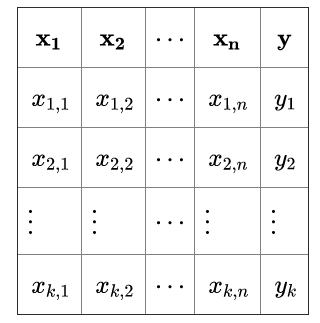 x₁ x₂ ⋯ xₙ y
x₁,₁ x₁,₂ ⋯ x₁,ₙ y₁
x₂,₁ x₂,₂ ⋯ x₂,ₙ y₂
⋮ ⋮ ⋯ ⋮ ⋮
xₖ,₁ xₖ,₂ ⋯ xₖ,ₙ yₖ